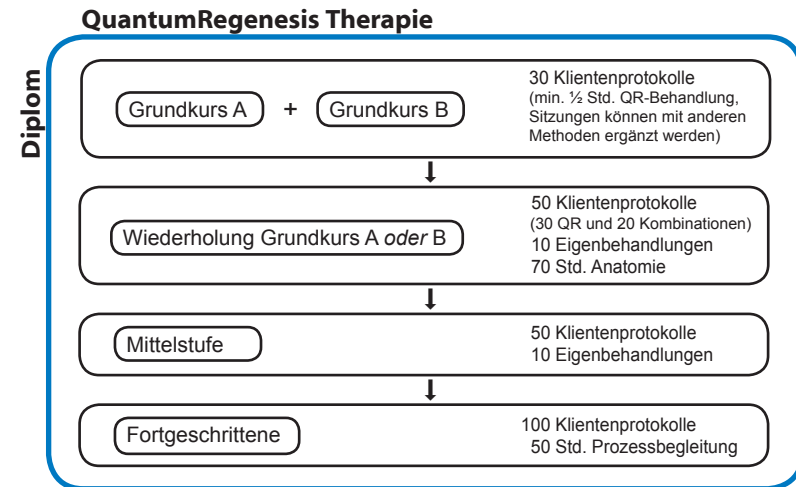 QuantumRegenesis Therapie
Diplom
Grundkurs A + Grundkurs B
30 Klientenprotokolle
(min. ½ Std. QR-Behandlung,
Sitzungen können mit anderen
Methoden ergänzt werden)
Wiederholung Grundkurs A oder B
50 Klientenprotokolle
(30 QR und 20 Kombinationen)
10 Eigenbehandlungen
70 Std. Anatomie
Mittelstufe
50 Klientenprotokolle
10 Eigenbehandlungen
Fortgeschrittene
100 Klientenprotokolle
50 Std. Prozessbegleitung